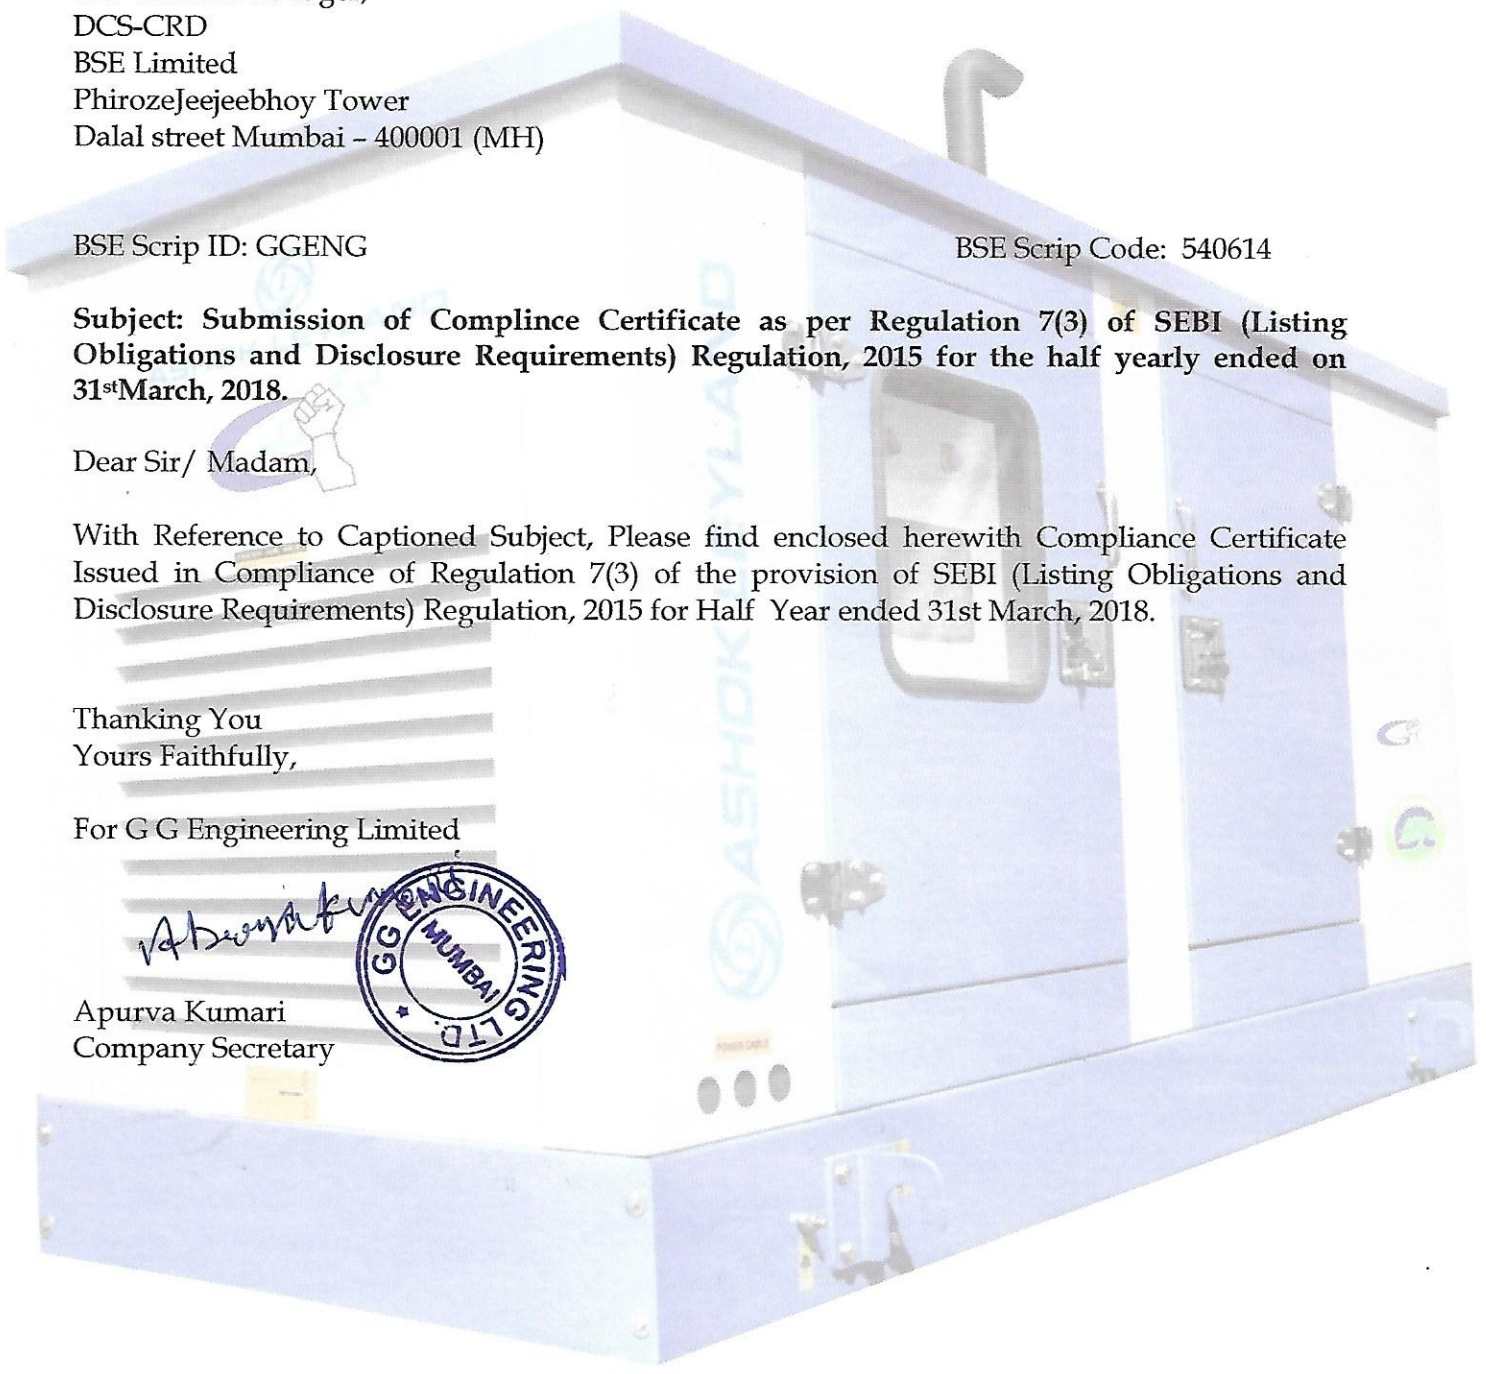 DCS-CRD
BSE Limited
PhirozeJeejeebhoy Tower
Dalal street Mumbai – 400001 (MH)
BSE Scrip ID: GGENG BSE Scrip Code: 540614
Subject: Submission of Complince Certificate as per Regulation 7(3) of SEBI (Listing
Obligations and Disclosure Requirements) Regulation, 2015 for the half yearly ended on
31stMarch, 2018.
Dear Sir/ Madam,
With Reference to Captioned Subject, Please find enclosed herewith Compliance Certificate
Issued in Compliance of Regulation 7(3) of the provision of SEBI (Listing Obligations and
Disclosure Requirements) Regulation, 2015 for Half Year ended 31st March, 2018.
Thanking You
Yours Faithfully,
For G G Engineering Limited
GG ENGINEERING LTD.
MUMBAI
Apurva Kumari
Company Secretary
ASHOK LEYLAND
POWER CABLE